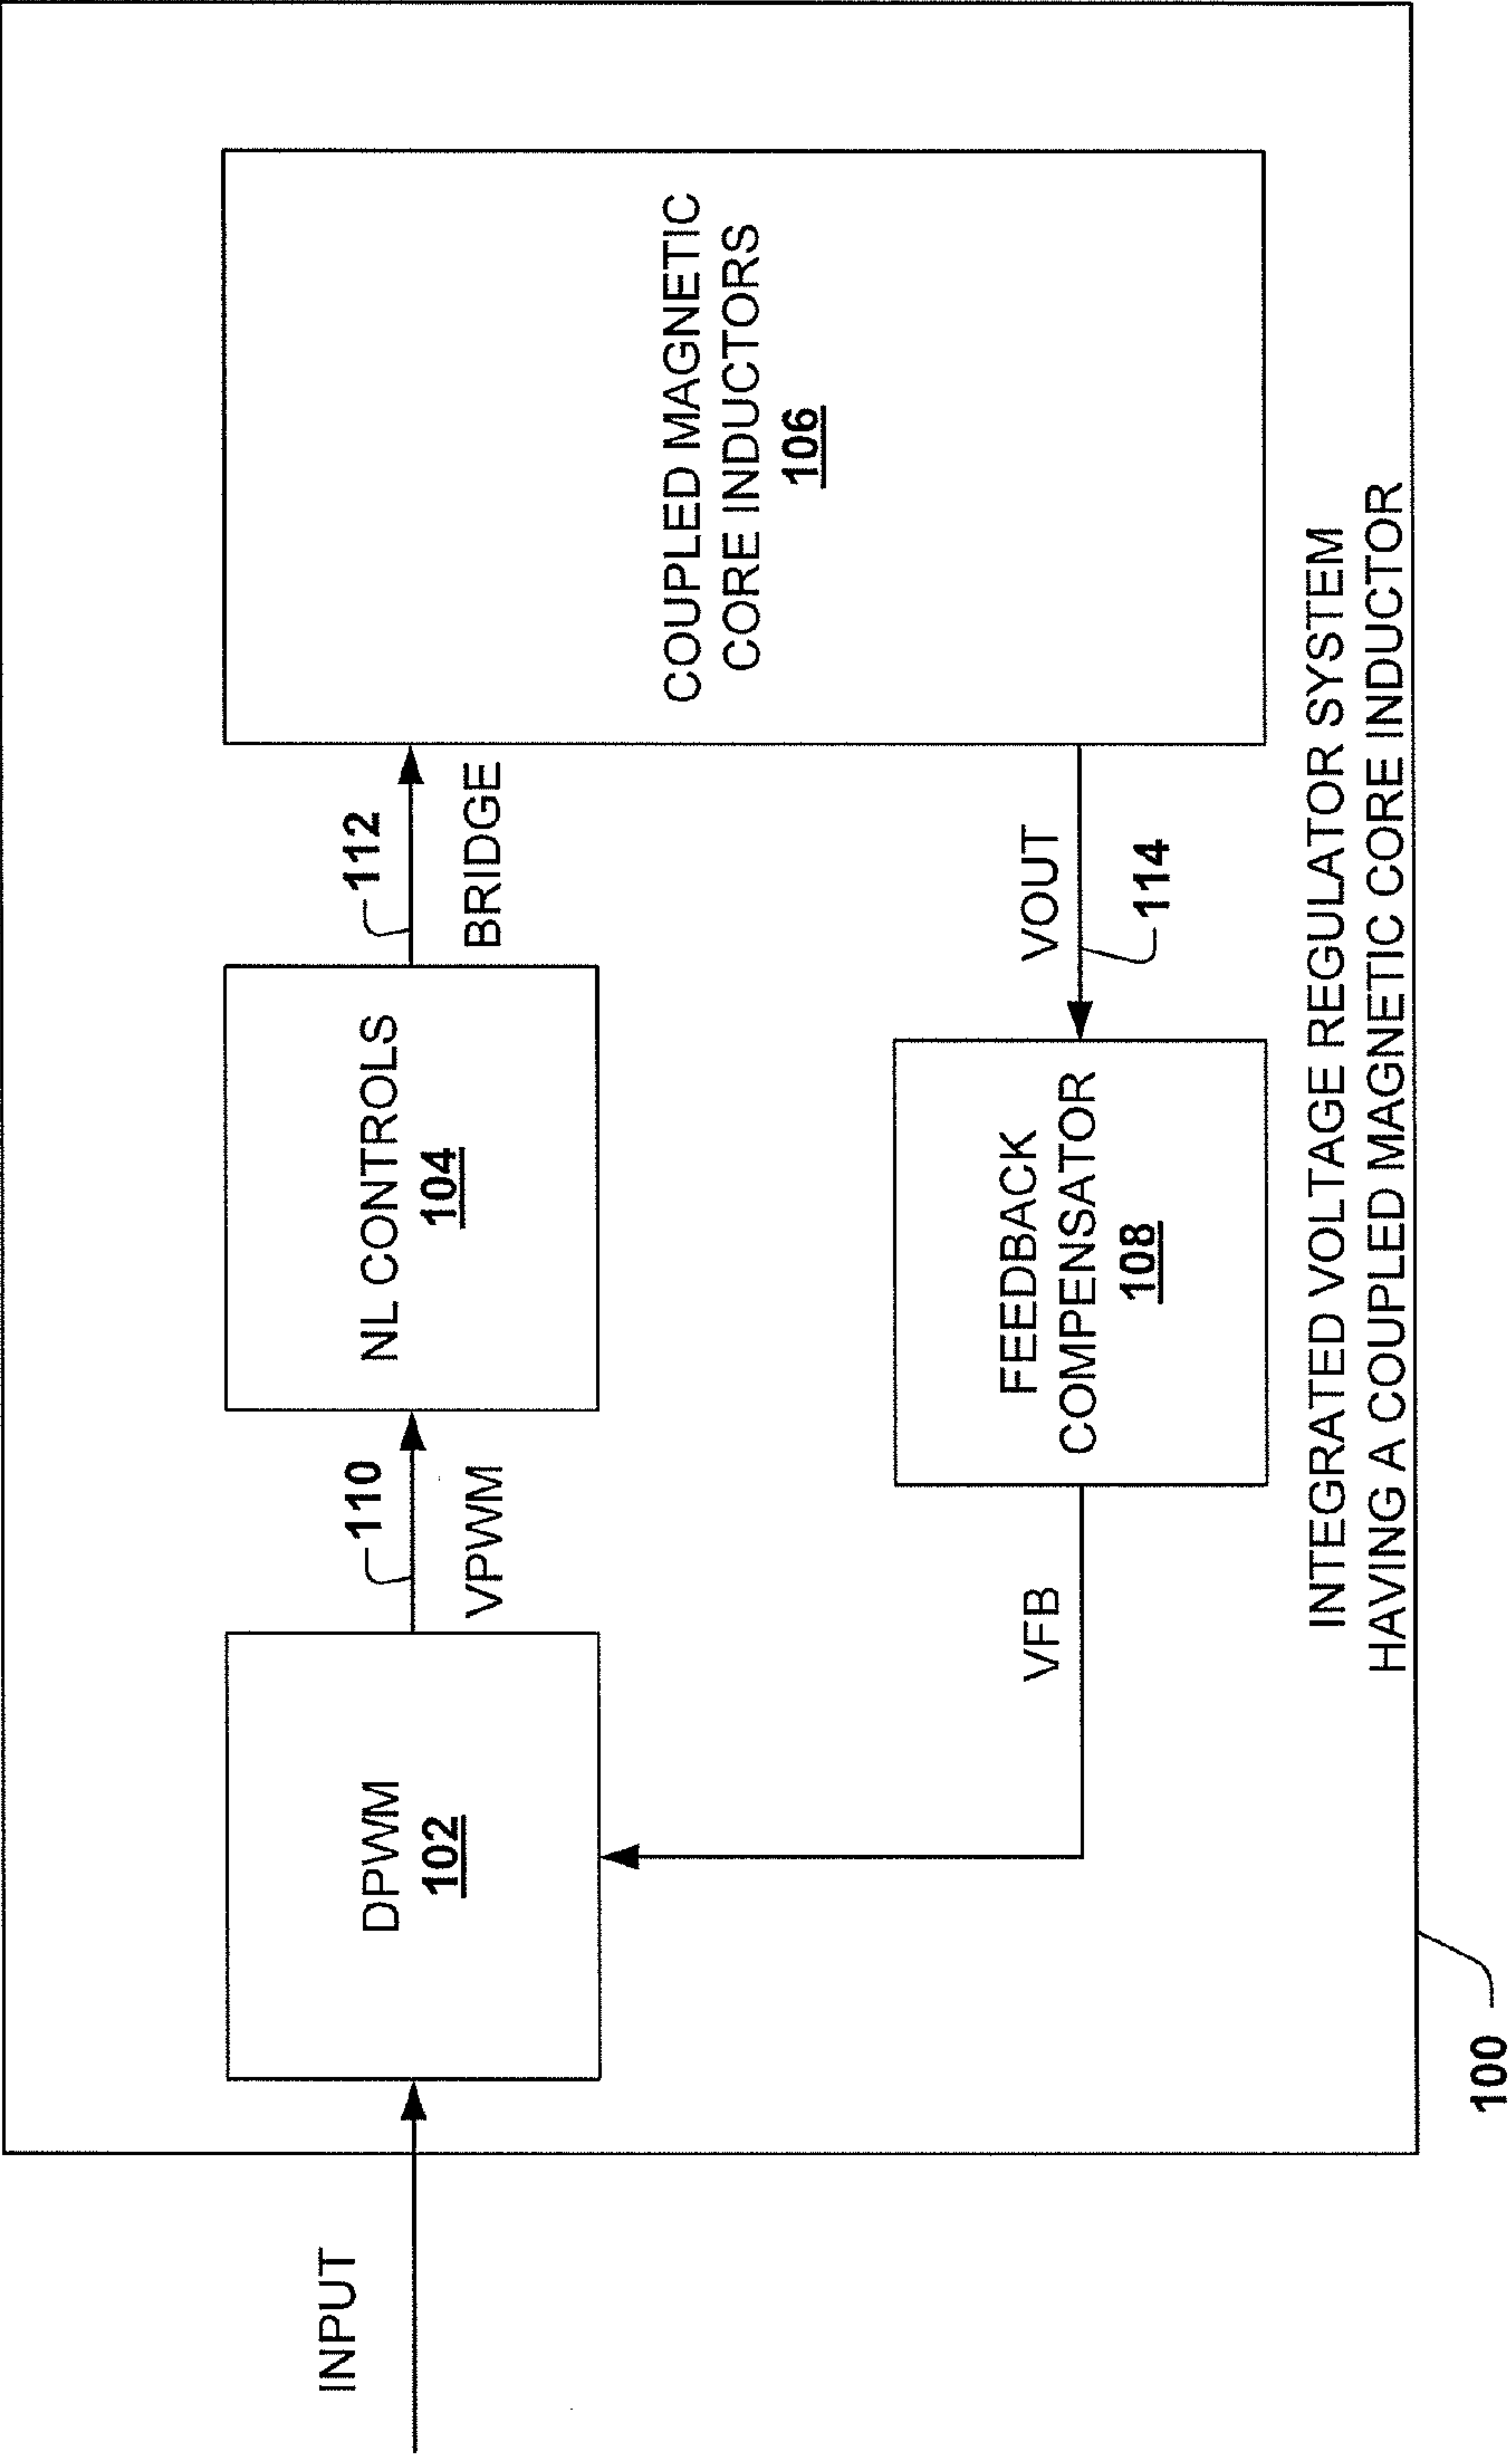 INPUT
DPWM
102
110
VPWM
NL CONTROLS
104
112
BRIDGE
COUPLED MAGNETIC
CORE INDUCTORS
106
VFB
FEEDBACK
COMPENSATOR
108
VOUT
114
INTEGRATED VOLTAGE REGULATOR SYSTEM
HAVING A COUPLED MAGNETIC CORE INDUCTOR
100